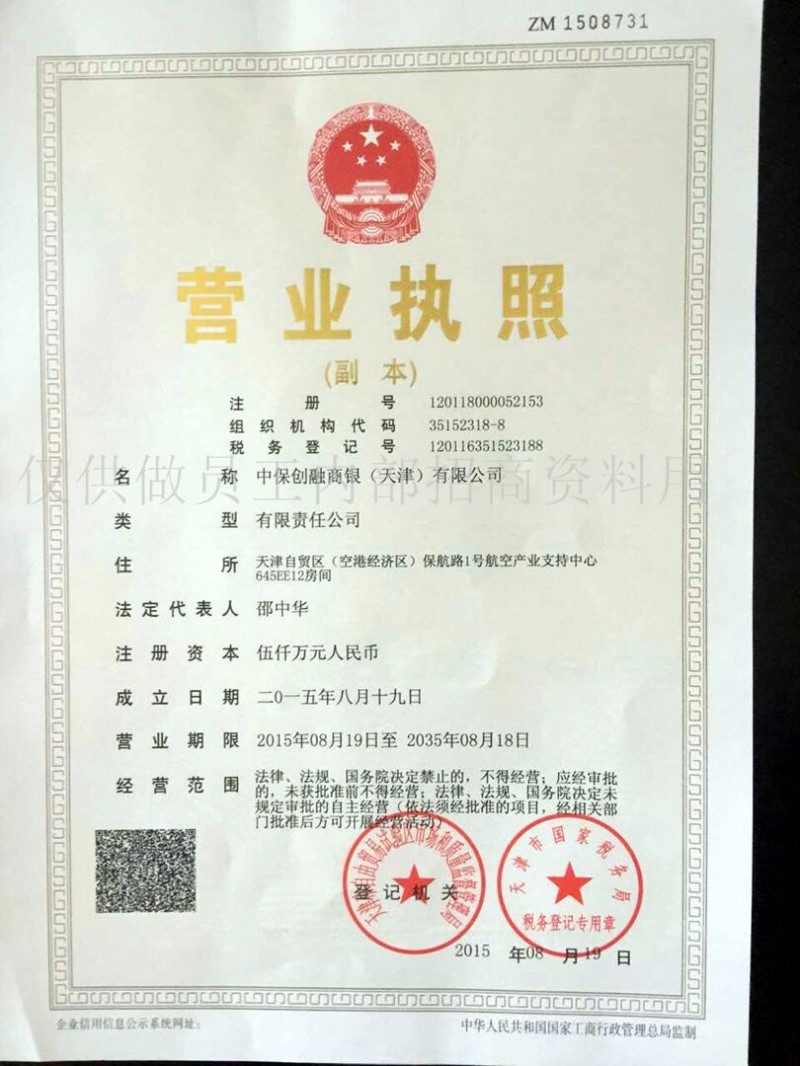 ZM 1508731
营业执照
(副 本)
注册号 120118000052153
组织机构代码 35152318-8
税务登记号 120116351523188
仅供做员工内部招商资料用
名称 中保创融商银（天津）有限公司
类型 有限责任公司
住所 天津自贸区（空港经济区）保航路1号航空产业支持中心
645EE12房间
法定代表人 邵中华
注册资本 伍仟万元人民币
成立日期 二0一五年八月十九日
营业期限 2015年08月19日至 2035年08月18日
经营范围 法律、法规、国务院决定禁止的，不得经营；应经审批
的，未获批准前不得经营；法律、法规、国务院决定未
规定审批的自主经营（依法须经批准的项目，经相关部
门批准后方可开展经营活动）
登记机关
天津市国家税务局
税务登记专用章
2015 年08 月19 日
企业信用信息公示系统网址：
中华人民共和国国家工商行政管理总局监制